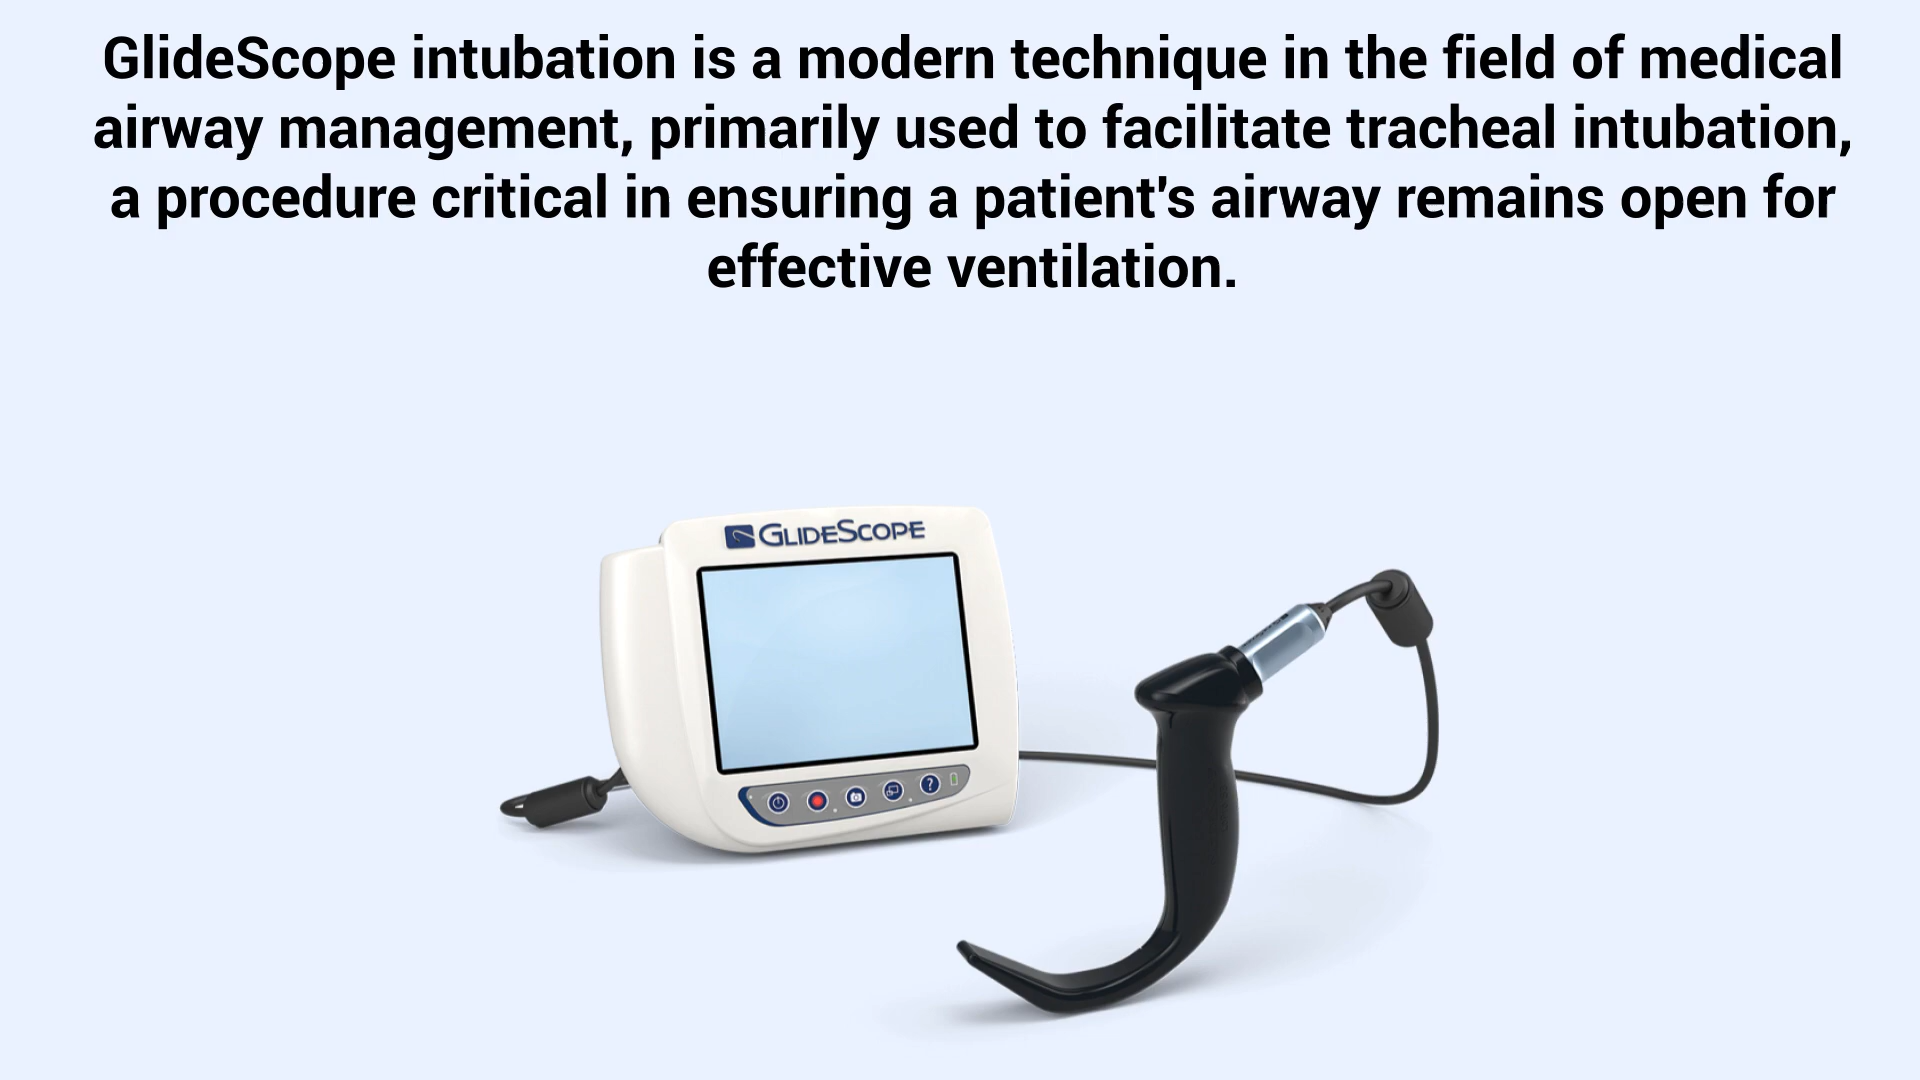 GlideScope intubation is a modern technique in the field of medical
airway management, primarily used to facilitate tracheal intubation,
a procedure critical in ensuring a patient's airway remains open for
effective ventilation.
GLIDESCOPE
?